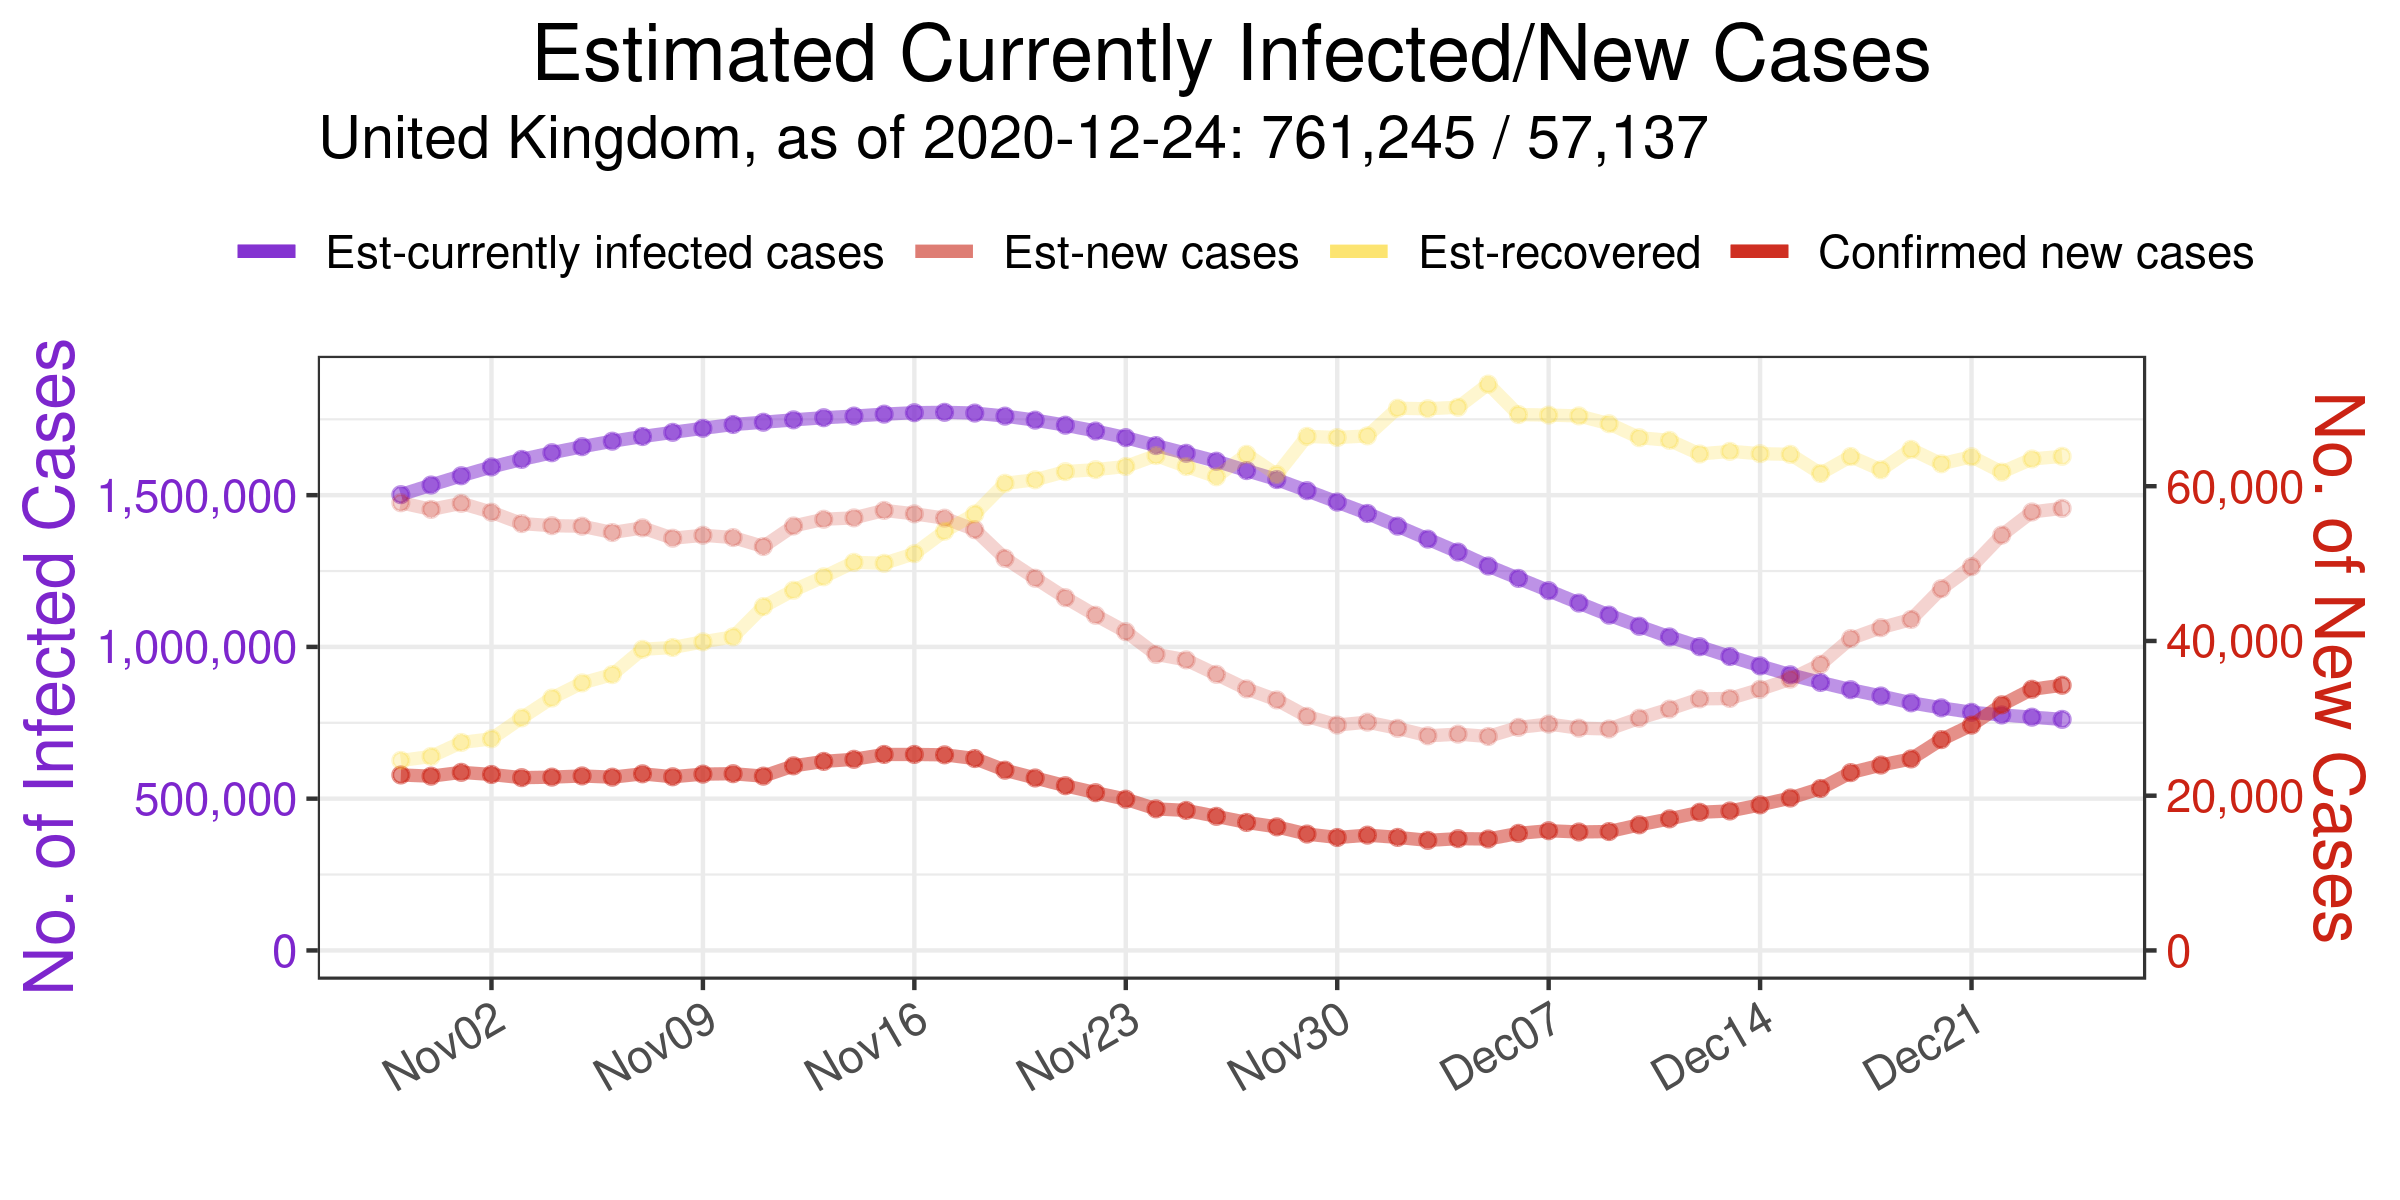 Estimated Currently Infected/New Cases
United Kingdom, as of 2020-12-24: 761,245 / 57,137
Est-currently infected cases Est-new cases Est-recovered Confirmed new cases
No. of Infected Cases
1,500,000
1,000,000
500,000
0
60,000
40,000
20,000
0
No. of New Cases
Nov02 Nov09 Nov16 Nov23 Nov30 Dec07 Dec14 Dec21